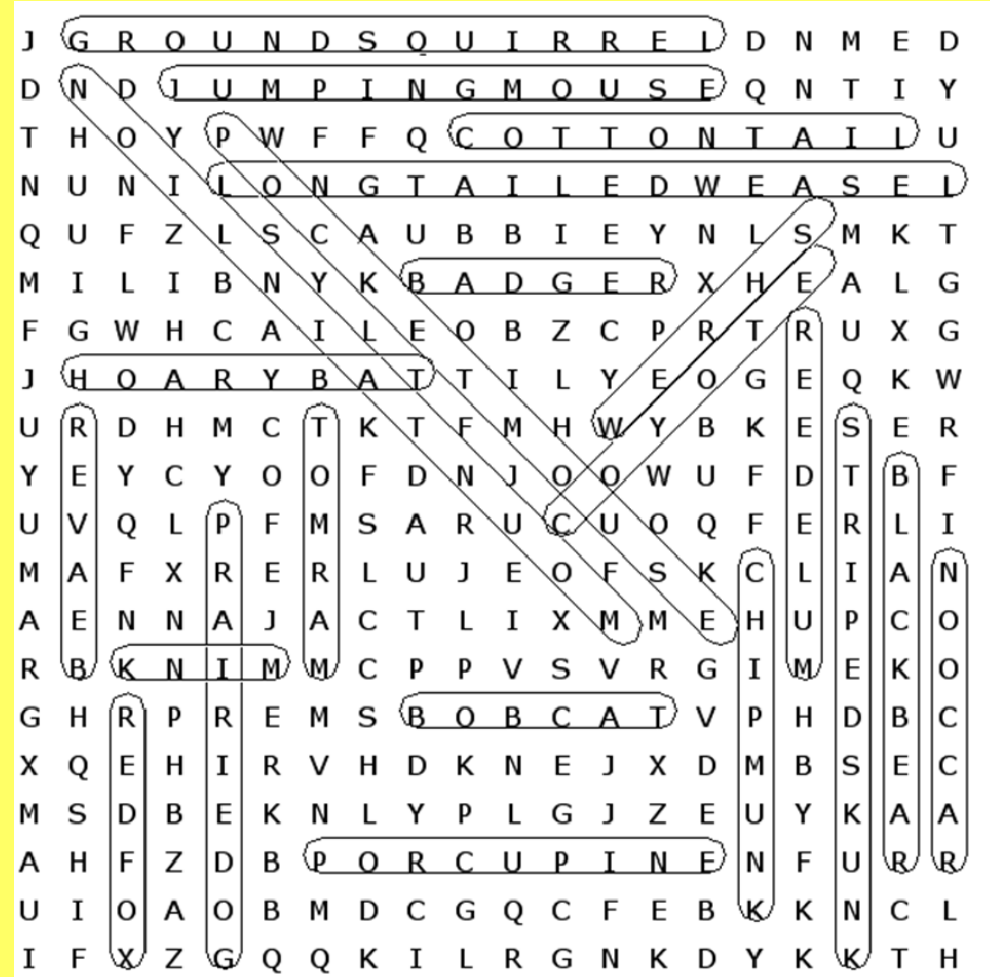 J G R O U N D S Q U I R R E L D N M E D
D N D J U M P I N G M O U S E Q N T I Y
T H O Y P W F F Q C O T T O N T A I L U
N U N I L O N G T A I L E D W E A S E L
Q U F Z L S C A U B B I E Y N L S M K T
M I L I B N Y K B A D G E R X H E A L G
F G W H C A I L E O B Z C P R T R U X G
J H O A R Y B A T T I L Y E O G E Q K W
U R D H M C T K T F M H W Y B K E S E R
Y E Y C Y O O F D N J O O W U F D T B F
U V Q L P F M S A R U C U O Q F E R L I
M A F X R E R L U J E O F S K C L I A N
A E N N A J A C T L I X M M E H U P C O
R B K N I M M C P P V S V R G I M E K O
G H R P R E M S B O B C A T V P H D B C
X Q E H I R V H D K N E J X D M B S E C
M S D B E K N L Y P L G J Z E U Y K A A
A H F Z D B P O R C U P I N E N F U R R
U I O A O B M D C G Q C F E B K K N C L
I F X Z G Q Q K I L R G N K D Y K K T H